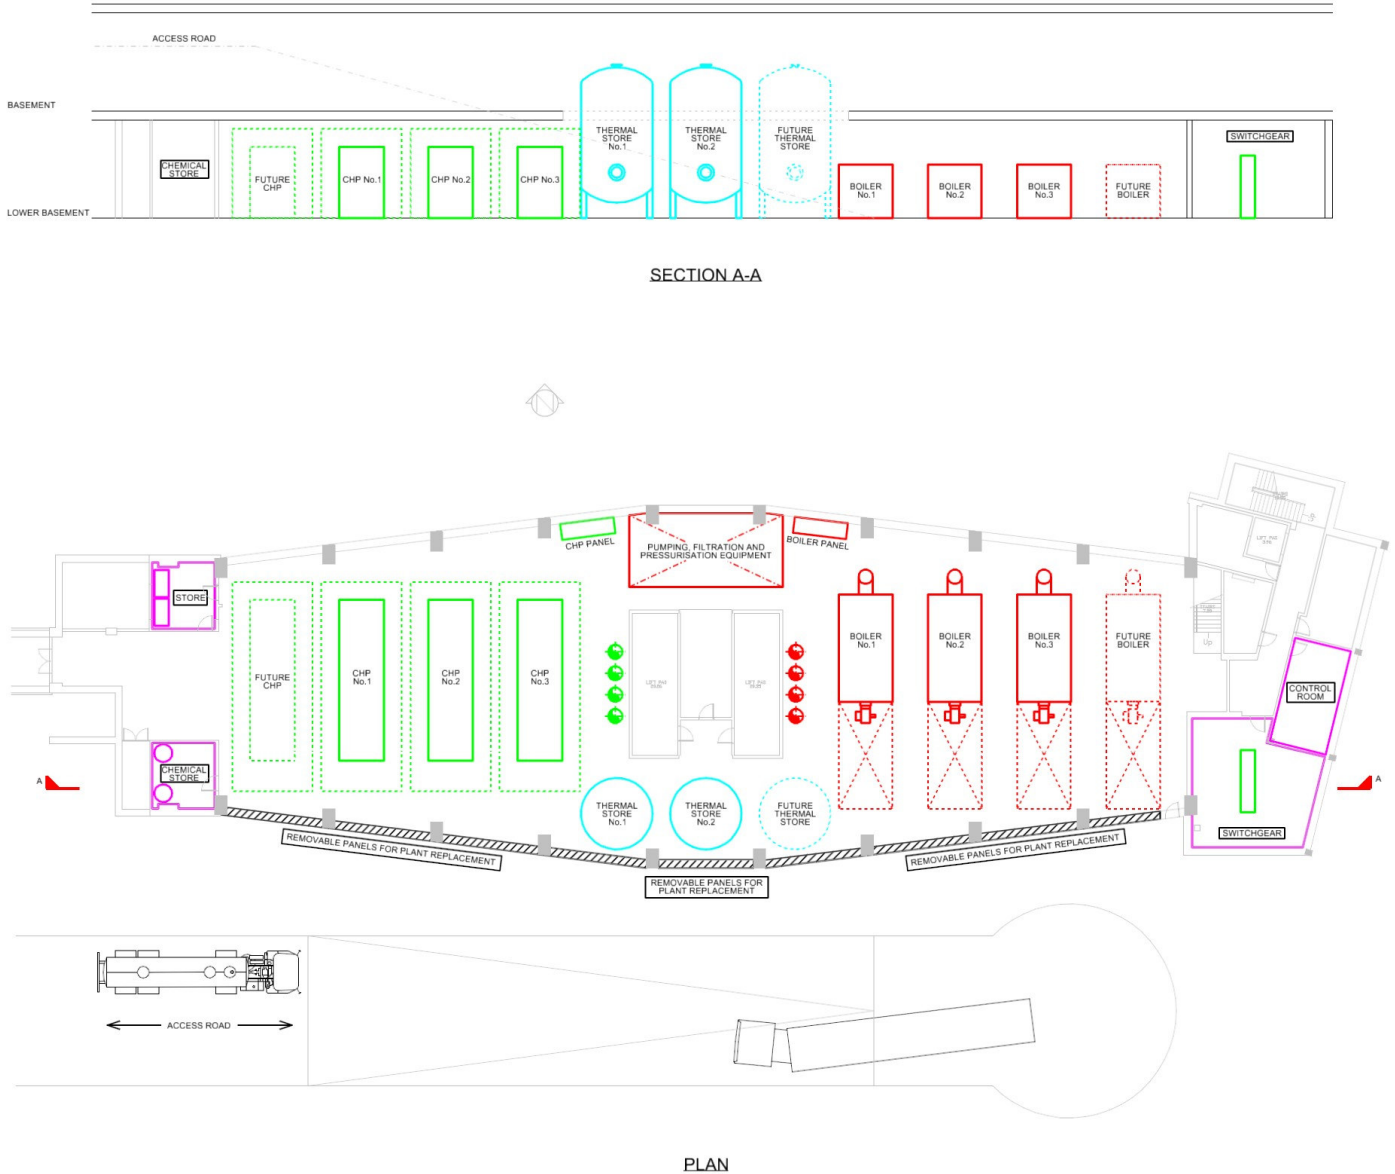 ACCESS ROAD
BASEMENT
THERMAL
STORE
No.1
THERMAL
STORE
No.2
FUTURE
THERMAL
STORE
SWITCHGEAR
CHEMICAL
STORE
FUTURE
CHP
CHP No.1
CHP No.2
CHP No.3
BOILER
No.1
BOILER
No.2
BOILER
No.3
FUTURE
BOILER
LOWER BASEMENT
SECTION A-A
CHP PANEL
PUMPING, FILTRATION AND
PRESSURISATION EQUIPMENT
BOILER PANEL
STORE
FUTURE
CHP
CHP
No.1
CHP
No.2
CHP
No.3
BOILER
No.1
BOILER
No.2
BOILER
No.3
FUTURE
BOILER
Up
CONTROL
ROOM
CHEMICAL
STORE
A
A
THERMAL
STORE
No.1
THERMAL
STORE
No.2
FUTURE
THERMAL
STORE
SWITCHGEAR
REMOVABLE PANELS FOR PLANT REPLACEMENT
REMOVABLE PANELS FOR
PLANT REPLACEMENT
REMOVABLE PANELS FOR PLANT REPLACEMENT
ACCESS ROAD
PLAN